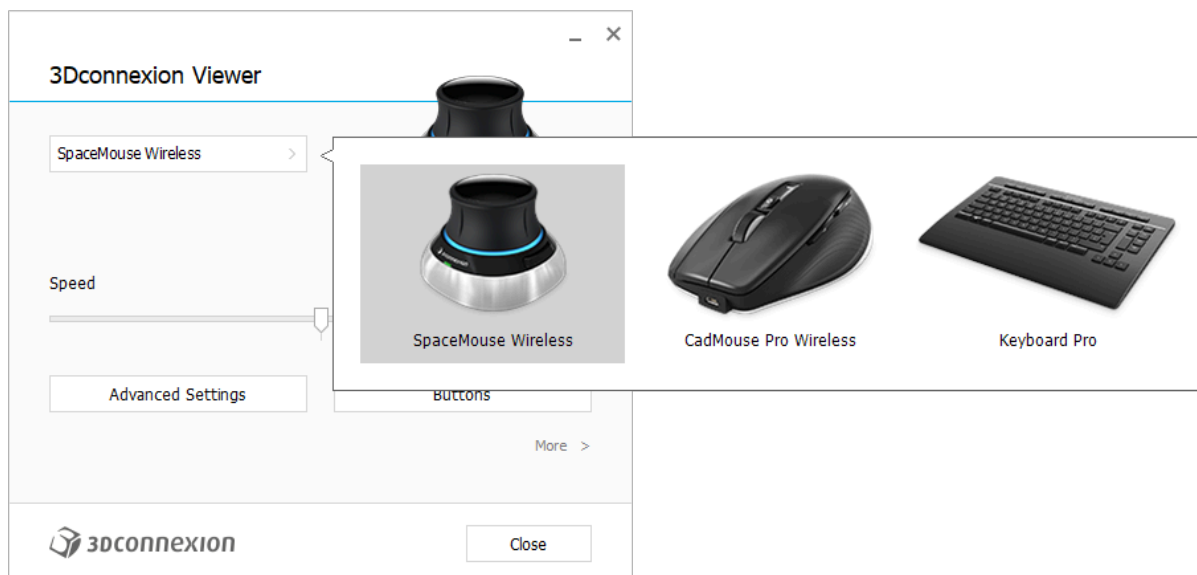 3Dconnexion Viewer
SpaceMouse Wireless
Speed
SpaceMouse Wireless
CadMouse Pro Wireless
Keyboard Pro
Advanced Settings
Buttons
More >
3Dconnexion
Close